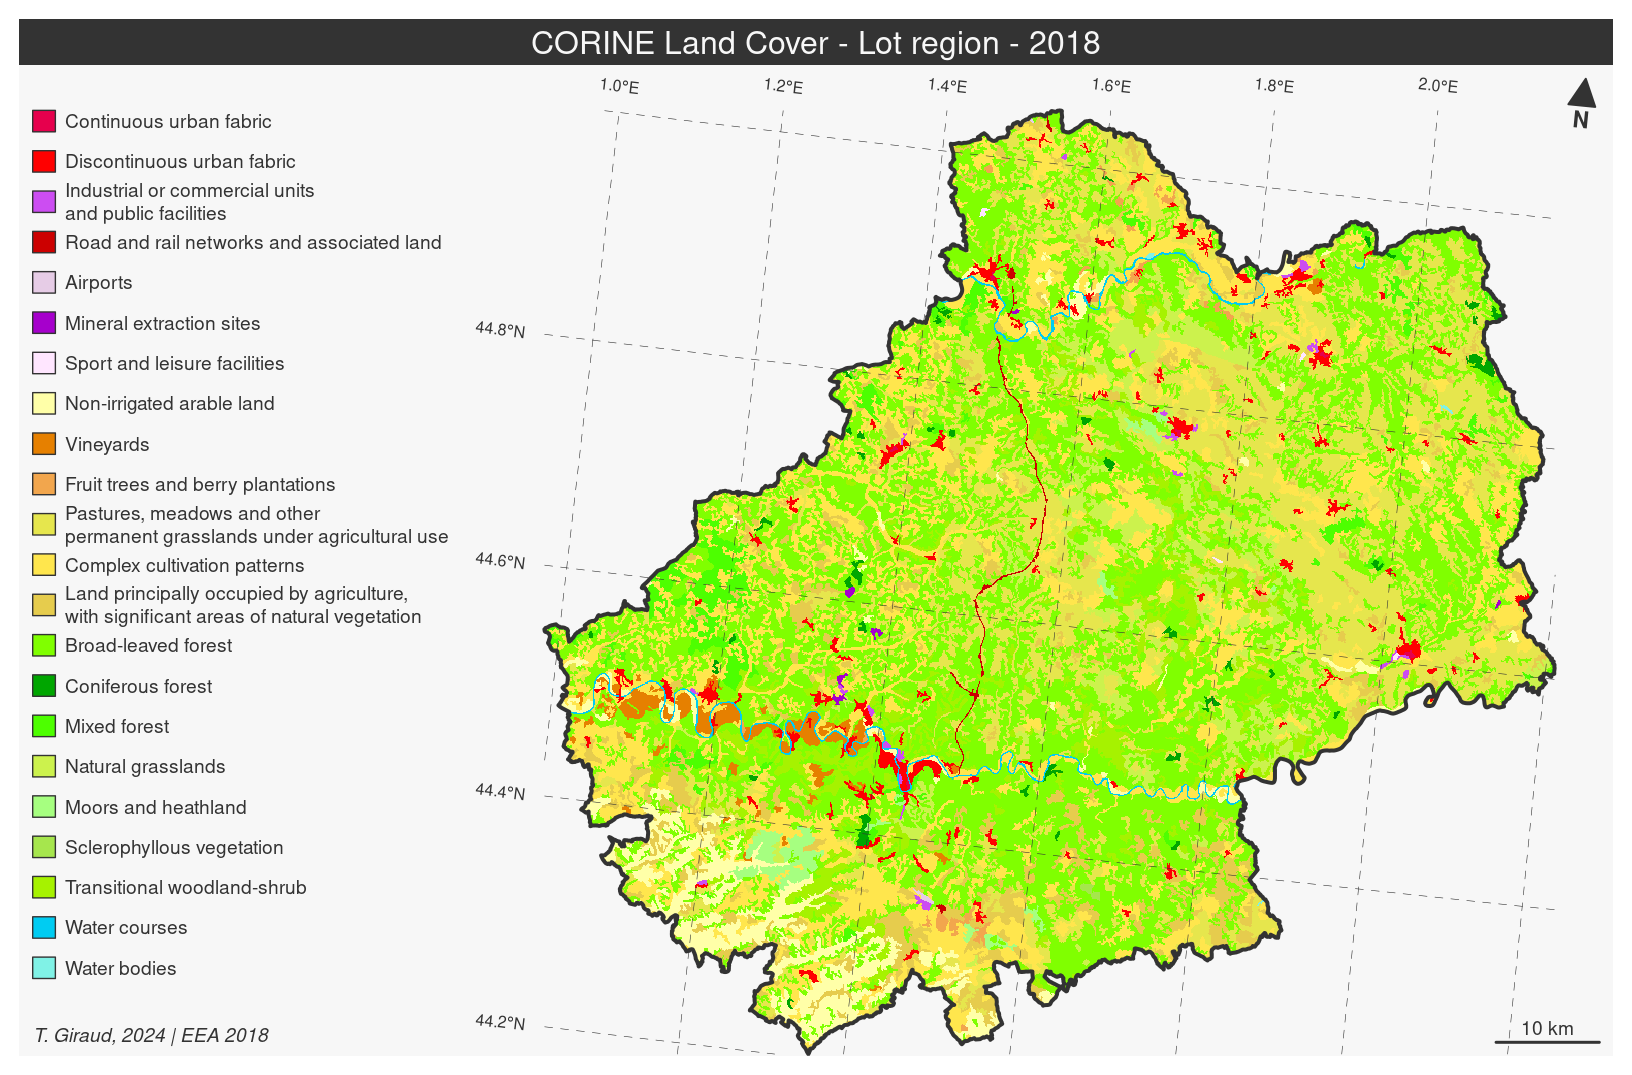 CORINE Land Cover - Lot region - 2018
1.0°E
1.2°E
1.4°E
1.6°E
1.8°E
2.0°E
N
Continuous urban fabric
Discontinuous urban fabric
Industrial or commercial units
and public facilities
Road and rail networks and associated land
Airports
Mineral extraction sites
Sport and leisure facilities
Non-irrigated arable land
Vineyards
Fruit trees and berry plantations
Pastures, meadows and other
permanent grasslands under agricultural use
Complex cultivation patterns
Land principally occupied by agriculture,
with significant areas of natural vegetation
Broad-leaved forest
Coniferous forest
Mixed forest
Natural grasslands
Moors and heathland
Sclerophyllous vegetation
Transitional woodland-shrub
Water courses
Water bodies
44.8°N
44.6°N
44.4°N
44.2°N
T. Giraud, 2024 | EEA 2018
10 km